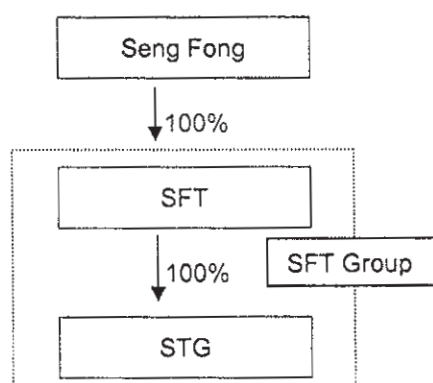 Seng Fong
100%
SFT
SFT Group
100%
STG